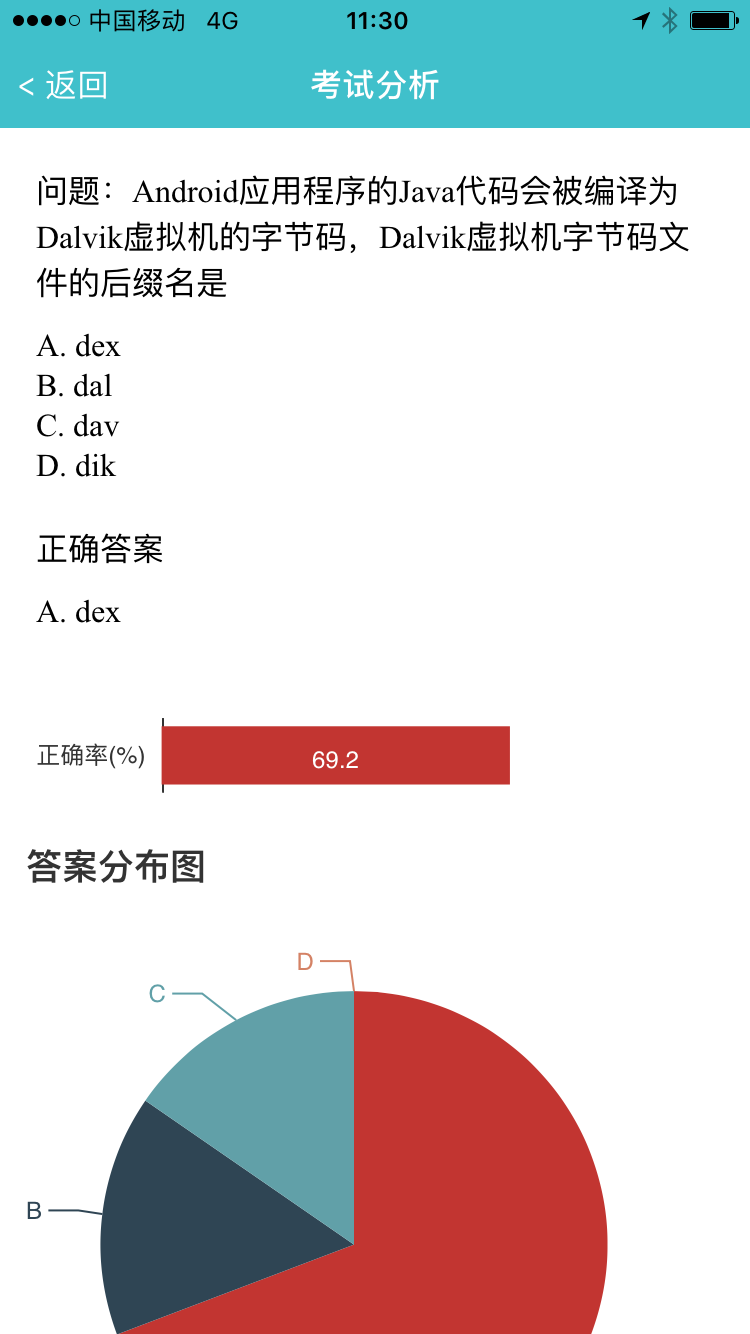 中国移动 4G 11:30
< 返回 考试分析
问题：Android应用程序的Java代码会被编译为
Dalvik虚拟机的字节码，Dalvik虚拟机字节码文
件的后缀名是
A. dex
B. dal
C. dav
D. dik
正确答案
A. dex
正确率(%) 69.2
答案分布图
D
C
B